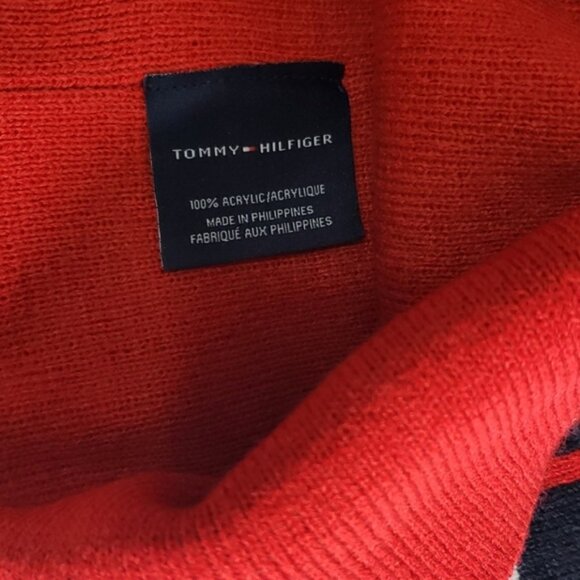 TOMMY HILFIGER
100% ACRYLIC/ACRYLIQUE
MADE IN PHILIPPINES
FABRIQUÉ AUX PHILIPPINES